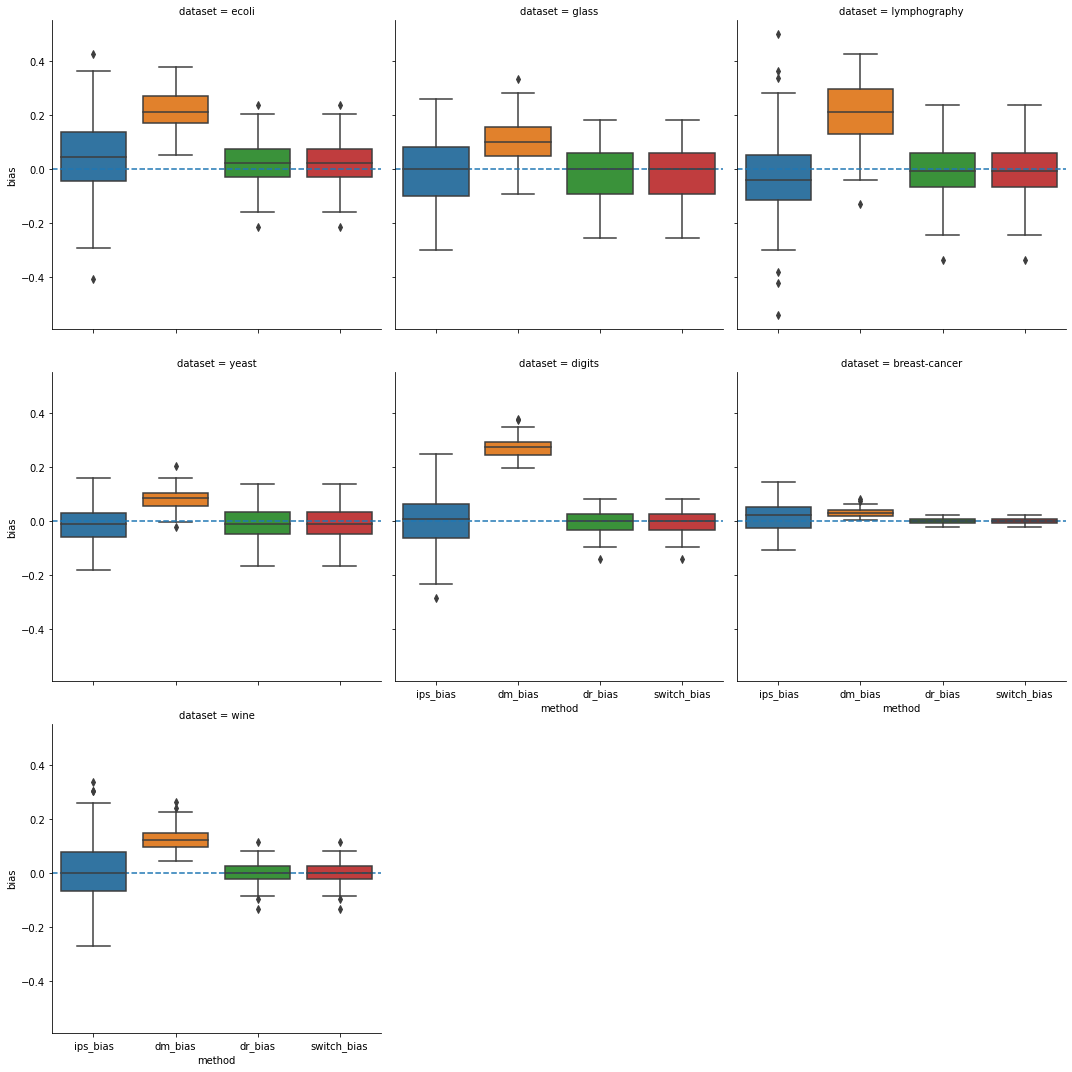 dataset = ecoli
dataset = glass
dataset = lymphography
0.4
0.2
0.0
−0.2
−0.4
bias
dataset = yeast
dataset = digits
dataset = breast-cancer
0.4
0.2
0.0
−0.2
−0.4
bias
ips_bias dm_bias dr_bias switch_bias
method
ips_bias dm_bias dr_bias switch_bias
method
dataset = wine
0.4
0.2
0.0
−0.2
−0.4
bias
ips_bias dm_bias dr_bias switch_bias
method